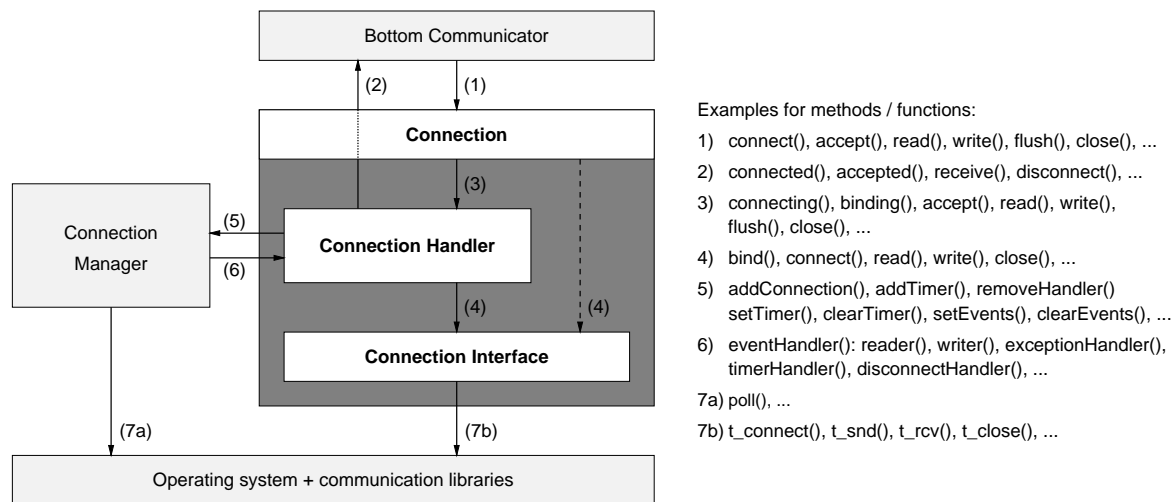 Bottom Communicator
(2)
(1)
Connection
(3)
(5)
Connection
Manager
Connection Handler
(6)
(4)
(4)
Connection Interface
(7a)
(7b)
Operating system + communication libraries
Examples for methods / functions:
1) connect(), accept(), read(), write(), flush(), close(), ...
2) connected(), accepted(), receive(), disconnect(), ...
3) connecting(), binding(), accept(), read(), write(),
flush(), close(), ...
4) bind(), connect(), read(), write(), close(), ...
5) addConnection(), addTimer(), removeHandler()
setTimer(), clearTimer(), setEvents(), clearEvents(), ...
6) eventHandler(): reader(), writer(), exceptionHandler(),
timerHandler(), disconnectHandler(), ...
7a) poll(), ...
7b) t_connect(), t_snd(), t_rcv(), t_close(), ...